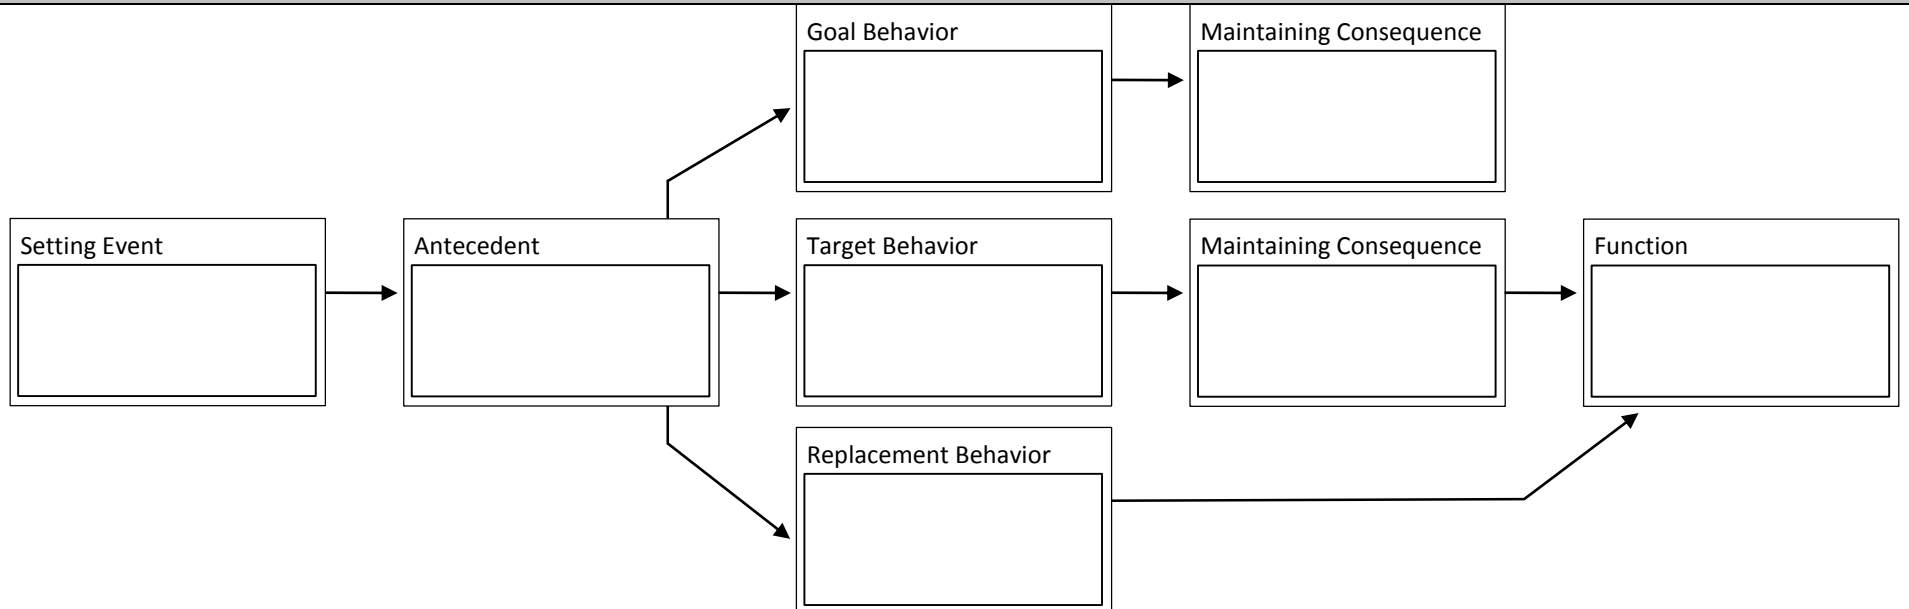 Goal Behavior
Maintaining Consequence
Setting Event
Antecedent
Target Behavior
Maintaining Consequence
Function
Replacement Behavior